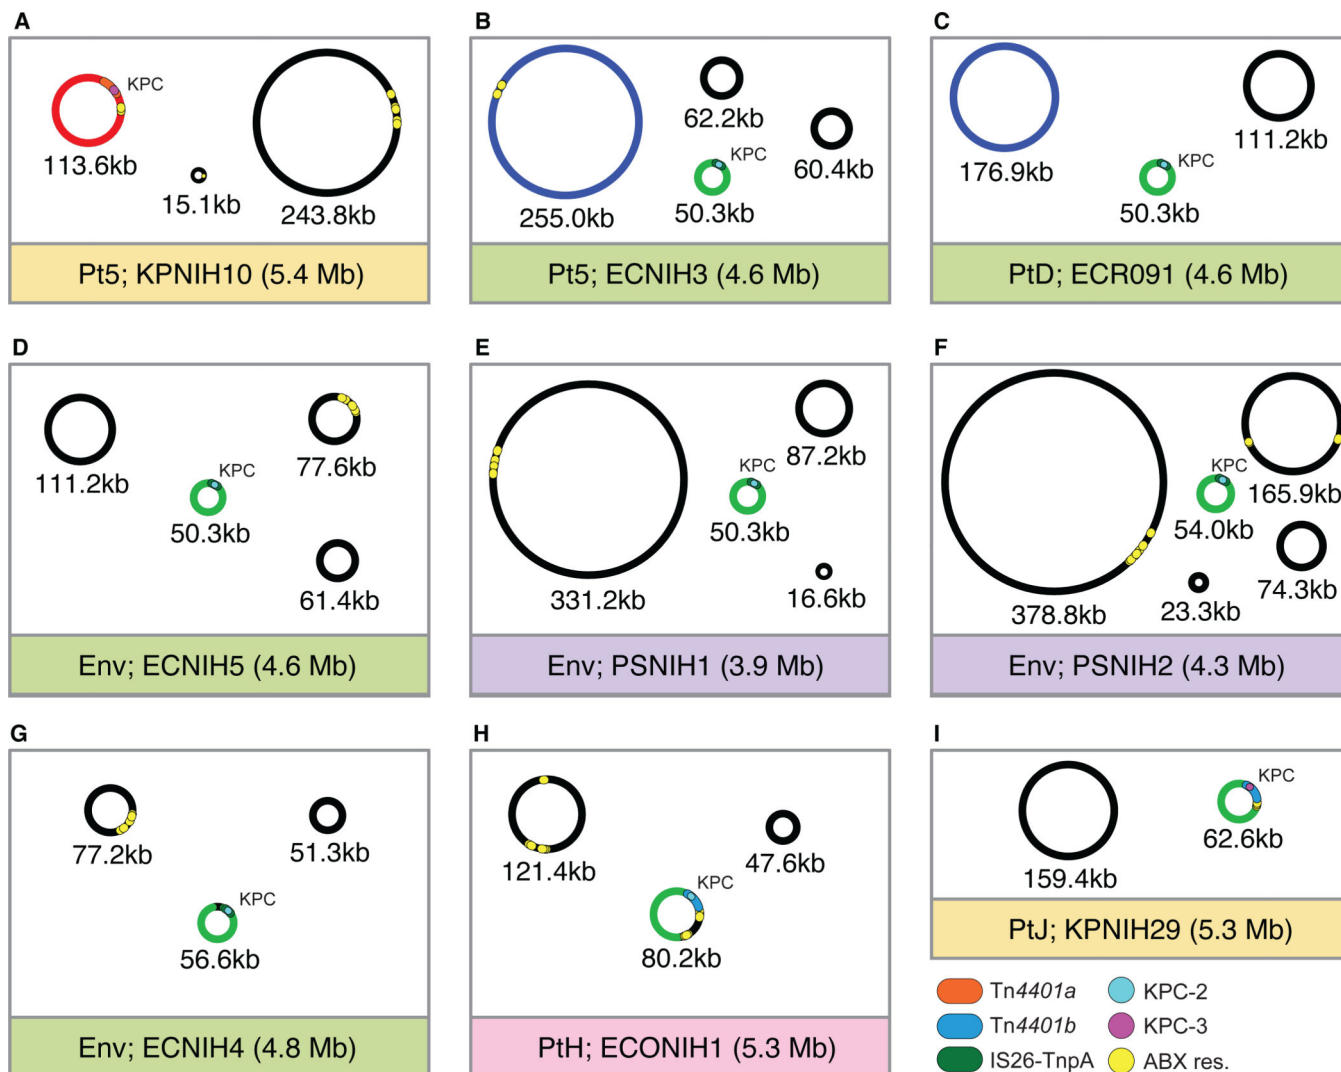 A
KPC
113.6kb
15.1kb
243.8kb
Pt5; KPNIH10 (5.4 Mb)
B
62.2kb
KPC
60.4kb
50.3kb
255.0kb
Pt5; ECNIH3 (4.6 Mb)
C
111.2kb
KPC
176.9kb
50.3kb
PtD; ECR091 (4.6 Mb)
D
77.6kb
KPC
111.2kb
50.3kb
61.4kb
Env; ECNIH5 (4.6 Mb)
E
87.2kb
KPC
50.3kb
331.2kb
16.6kb
Env; PSNIH1 (3.9 Mb)
F
KPC
165.9kb
54.0kb
74.3kb
23.3kb
378.8kb
Env; PSNIH2 (4.3 Mb)
G
77.2kb
51.3kb
KPC
56.6kb
Env; ECNIH4 (4.8 Mb)
H
121.4kb
47.6kb
KPC
80.2kb
PtH; ECONIH1 (5.3 Mb)
I
KPC
62.6kb
159.4kb
PtJ; KPNIH29 (5.3 Mb)
Tn4401a
KPC-2
Tn4401b
KPC-3
IS26-TnpA
ABX res.